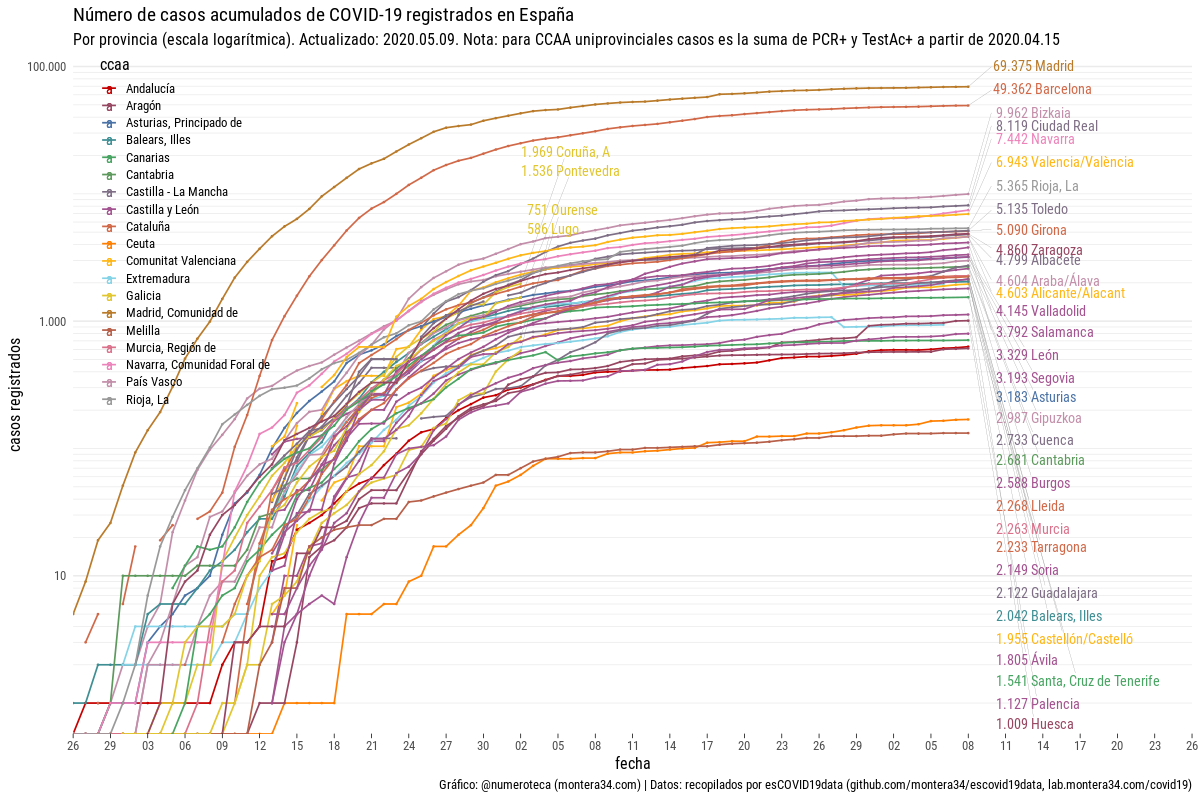 Número de casos acumulados de COVID-19 registrados en España
Por provincia (escala logarítmica). Actualizado: 2020.05.09. Nota: para CCAA uniprovinciales casos es la suma de PCR+ y TestAc+ a partir de 2020.04.15
ccaa
Andalucía
Aragón
Asturias, Principado de
Balears, Illes
Canarias
Cantabria
Castilla - La Mancha
Castilla y León
Cataluña
Ceuta
Comunitat Valenciana
Extremadura
Galicia
Madrid, Comunidad de
Melilla
Murcia, Región de
Navarra, Comunidad Foral de
País Vasco
Rioja, La
casos registrados
100.000
1.000
10
1.969 Coruña, A
1.536 Pontevedra
751 Ourense
586 Lugo
69.375 Madrid
49.362 Barcelona
9.962 Bizkaia
8.119 Ciudad Real
7.442 Navarra
6.943 Valencia/València
5.365 Rioja, La
5.135 Toledo
5.090 Girona
4.860 Zaragoza
4.799 Albacete
4.604 Araba/Álava
4.603 Alicante/Alacant
4.145 Valladolid
3.792 Salamanca
3.329 León
3.193 Segovia
3.183 Asturias
2.987 Gipuzkoa
2.733 Cuenca
2.681 Cantabria
2.588 Burgos
2.268 Lleida
2.263 Murcia
2.233 Tarragona
2.149 Soria
2.122 Guadalajara
2.042 Balears, Illes
1.955 Castellón/Castelló
1.805 Ávila
1.541 Santa, Cruz de Tenerife
1.127 Palencia
1.009 Huesca
26 29 03 06 09 12 15 18 21 24 27 30 02 05 08 11 14 17 20 23 26 29 02 05 08 11 14 17 20 23 26
fecha
Gráfico: @numeroteca (montera34.com) | Datos: recopilados por esCOVID19data (github.com/montera34/escovid19data, lab.montera34.com/covid19)